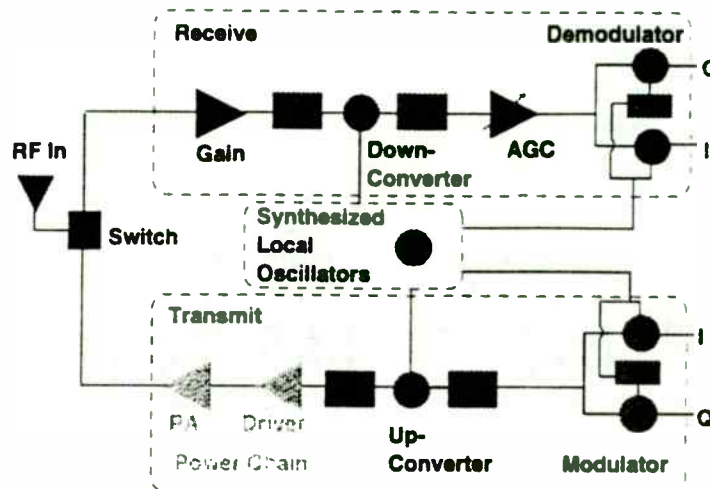 Receive
Demodulator
Q
RF In
Gain
Down-
Converter
AGC
I
Switch
Synthesized
Local
Oscillators
Transmit
I
PA
Driver
Up-
Converter
Q
Power Chain
Modulator